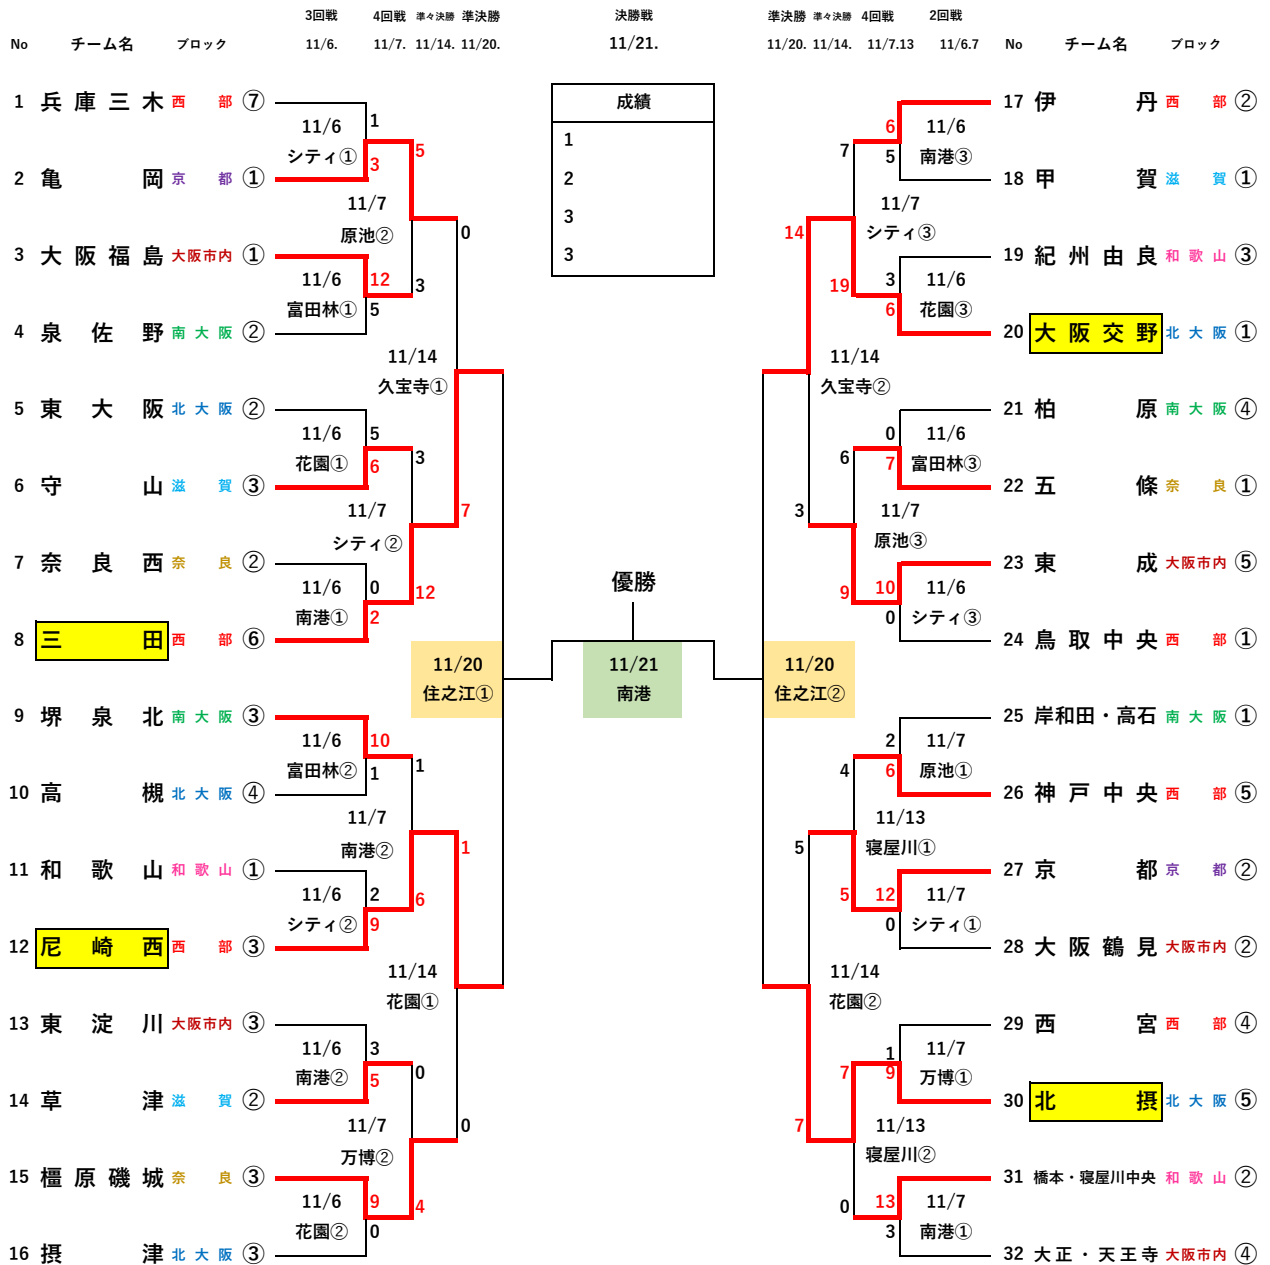 3回戦 4回戦 準々決勝 準決勝 決勝戦 準決勝 準々決勝 4回戦 2回戦
No チーム名 ブロック 11/6. 11/7. 11/14. 11/20. 11/21. 11/20. 11/14. 11/7.13 11/6.7 No チーム名 ブロック
1 兵庫三木 西部 ⑦
2 亀岡 京都 ①
3 大阪福島 大阪市内 ①
4 泉佐野 南大阪 ②
5 東大阪 北大阪 ②
6 守山 滋賀 ③
7 奈良西 奈良 ②
8 三田 西部 ⑥
9 堺泉北 南大阪 ③
10 高槻 北大阪 ④
11 和歌山 和歌山 ①
12 尼崎西 西部 ③
13 東淀川 大阪市内 ③
14 草津 滋賀 ②
15 橿原磯城 奈良 ③
16 摂津 北大阪 ③
11/6
シティ①
1
3
11/6
富田林①
12
5
11/6
花園①
5
6
11/6
南港①
0
2
11/6
富田林②
10
1
11/6
シティ②
2
9
11/6
南港②
3
5
11/6
花園②
9
0
11/7
原池②
5
3
11/7
シティ②
3
12
11/7
南港②
1
6
11/7
万博②
0
4
11/14
久宝寺①
0
7
11/14
花園①
1
0
11/20
住之江①
成績
1
2
3
3
優勝
11/21
南港
11/20
住之江②
14
3
11/14
久宝寺②
5
7
11/14
花園②
7
19
11/7
シティ③
6
9
11/7
原池③
4
5
11/13
寝屋川①
7
0
11/13
寝屋川②
6
5
11/6
南港③
3
6
11/6
花園③
0
7
11/6
富田林③
10
0
11/6
シティ③
2
6
11/7
原池①
12
0
11/7
シティ①
1
9
11/7
万博①
13
3
11/7
南港①
17 伊丹 西部 ②
18 甲賀 滋賀 ①
19 紀州由良 和歌山 ③
20 大阪交野 北大阪 ①
21 柏原 南大阪 ④
22 五條 奈良 ①
23 東成 大阪市内 ⑤
24 鳥取中央 西部 ①
25 岸和田・高石 南大阪 ①
26 神戸中央 西部 ⑤
27 京都 京都 ②
28 大阪鶴見 大阪市内 ②
29 西宮 西部 ④
30 北摂 北大阪 ⑤
31 橋本・寝屋川中央 和歌山 ②
32 大正・天王寺 大阪市内 ④